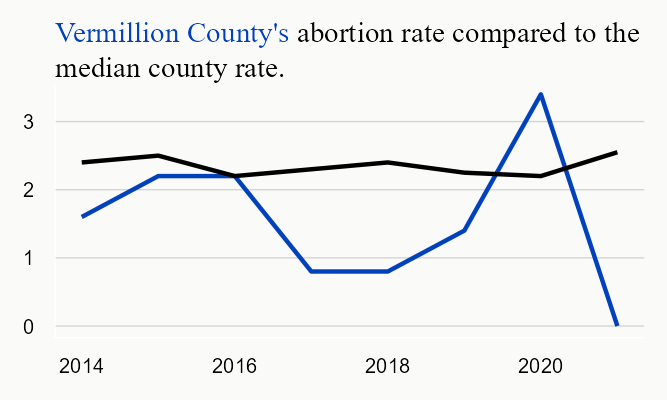 Vermillion County's abortion rate compared to the
median county rate.
3
2
1
0
2014 2016 2018 2020